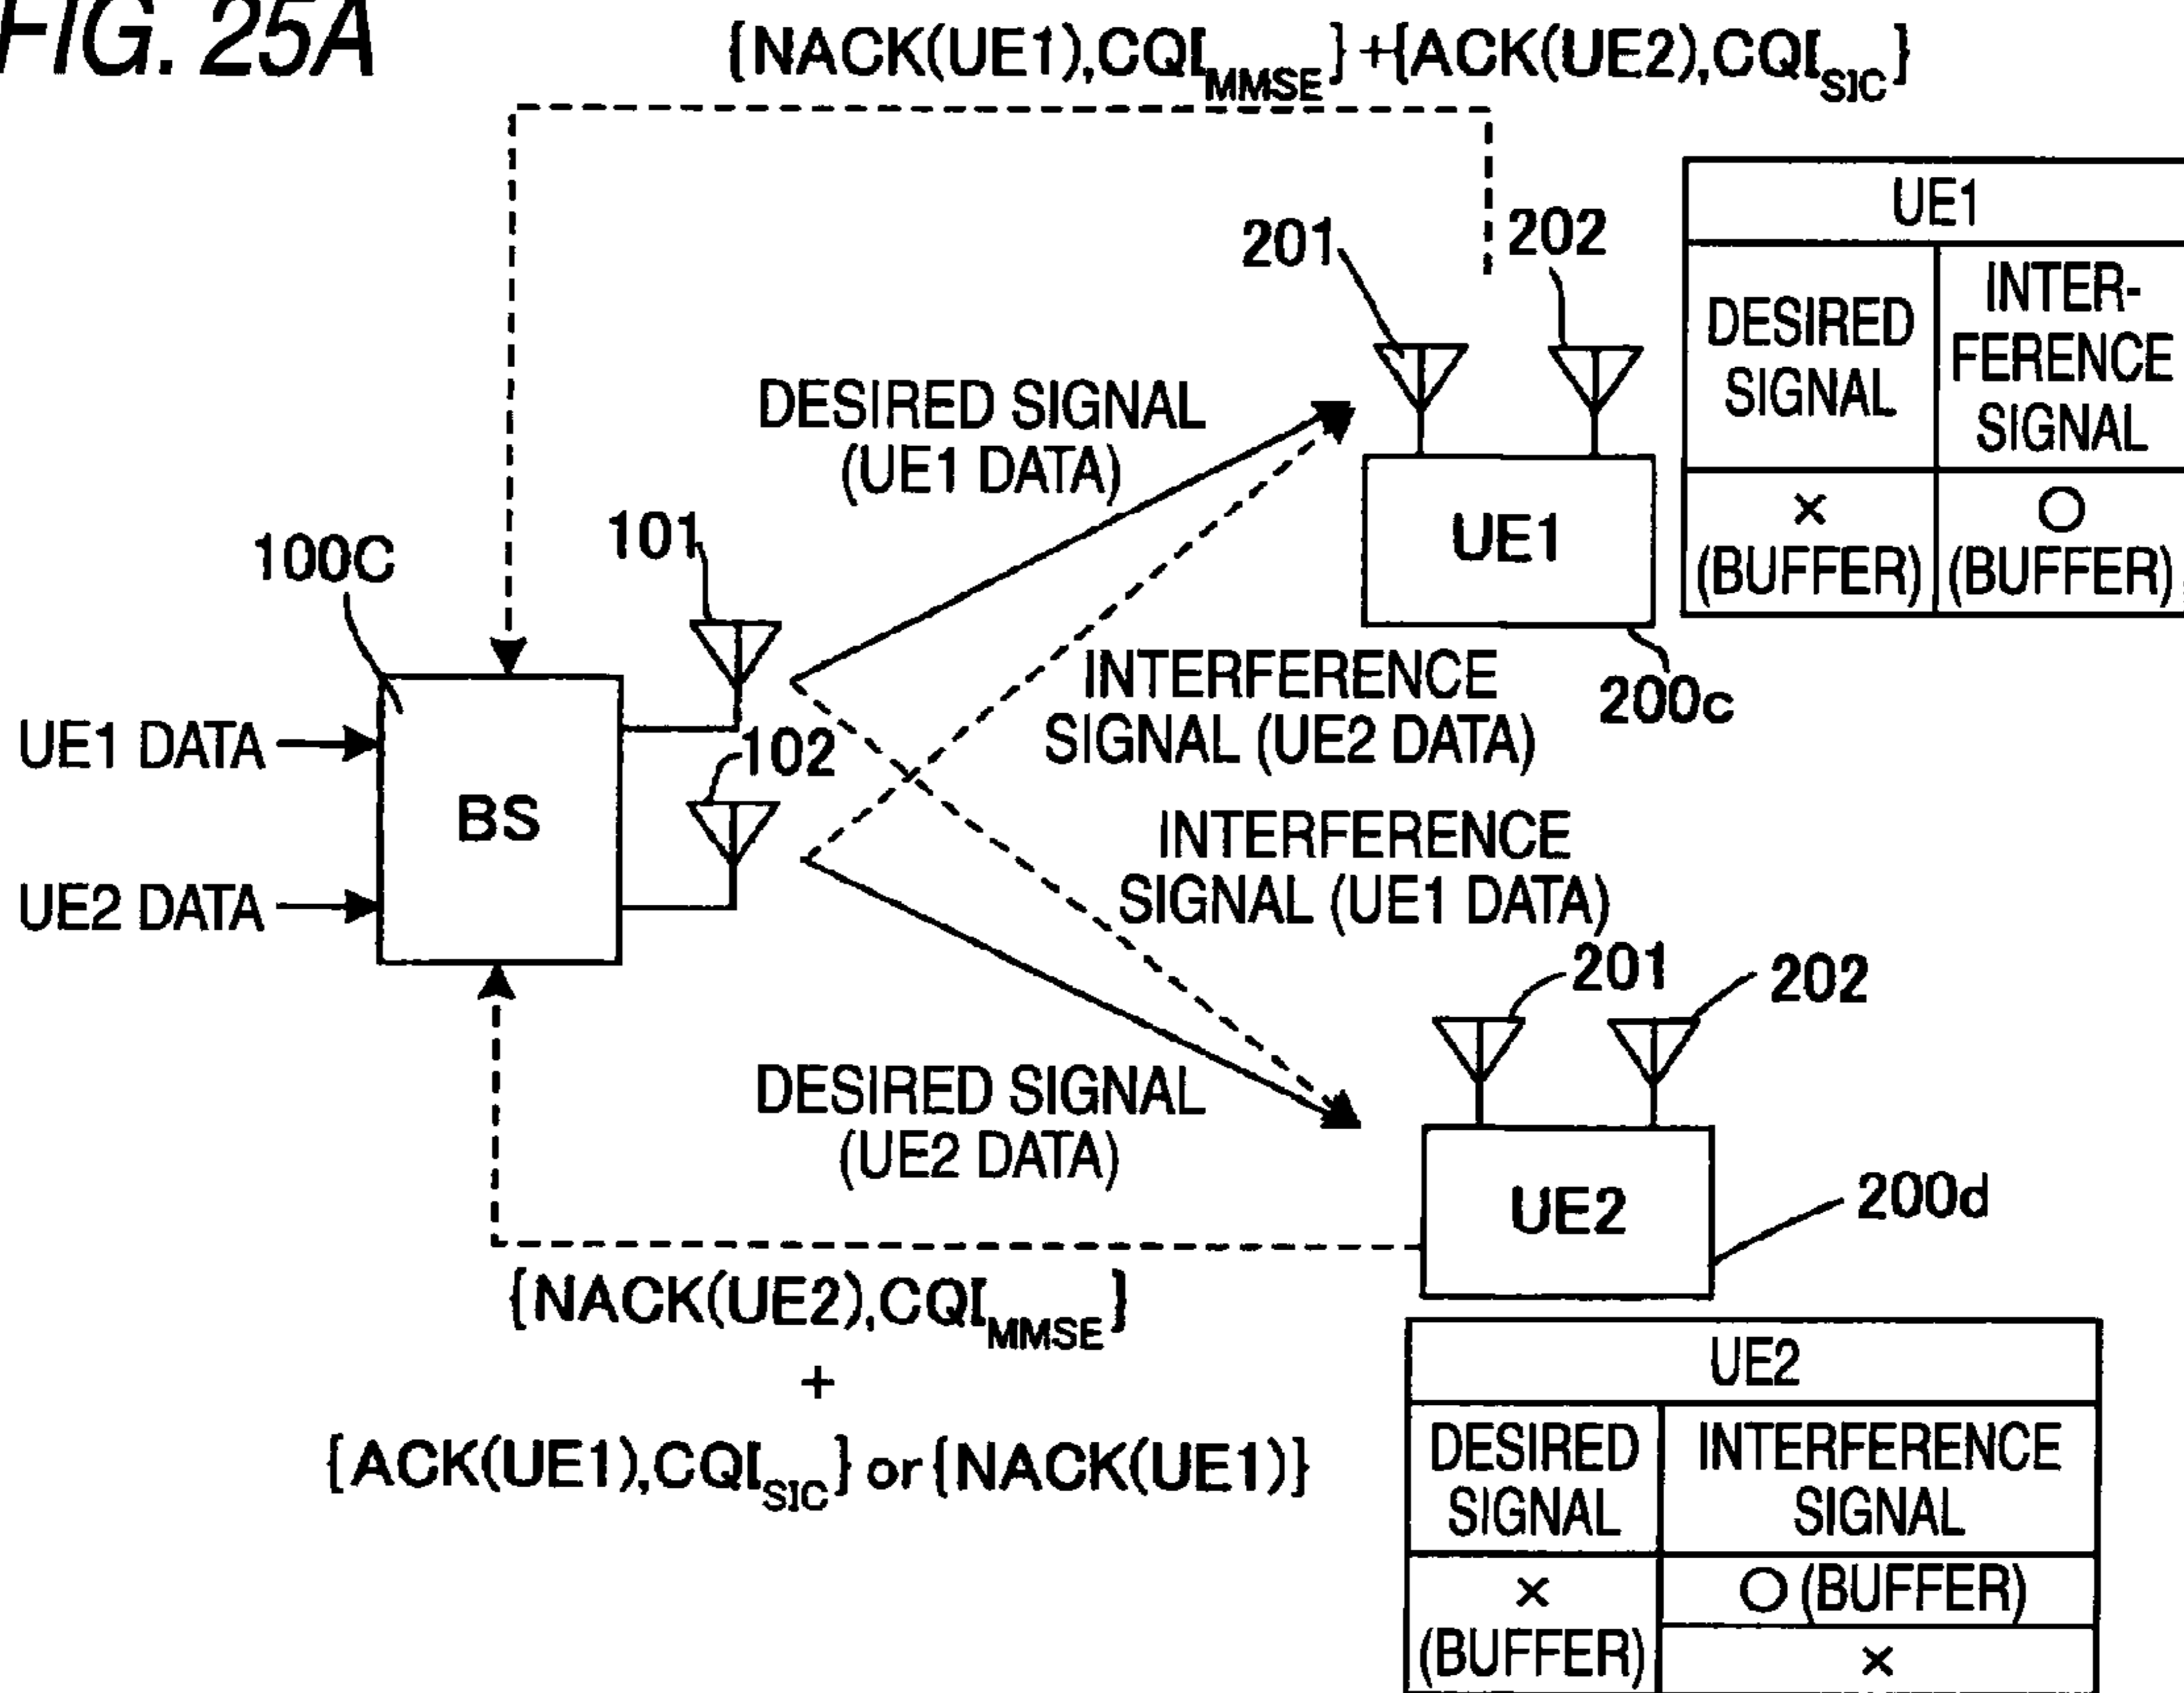 FIG. 25A
{NACK(UE1),CQI_MMSE}+{ACK(UE2),CQI_SIC}
UE1
DESIRED
SIGNAL
INTER-
FERENCE
SIGNAL
×
(BUFFER)
○
(BUFFER)
201
202
DESIRED SIGNAL
(UE1 DATA)
UE1
200c
100C
101
102
UE1 DATA
UE2 DATA
BS
INTERFERENCE
SIGNAL (UE2 DATA)
INTERFERENCE
SIGNAL (UE1 DATA)
201
202
DESIRED SIGNAL
(UE2 DATA)
UE2
200d
{NACK(UE2),CQI_MMSE}
+
{ACK(UE1),CQI_SIC} or {NACK(UE1)}
UE2
DESIRED
SIGNAL
INTERFERENCE
SIGNAL
×
(BUFFER)
○ (BUFFER)
×